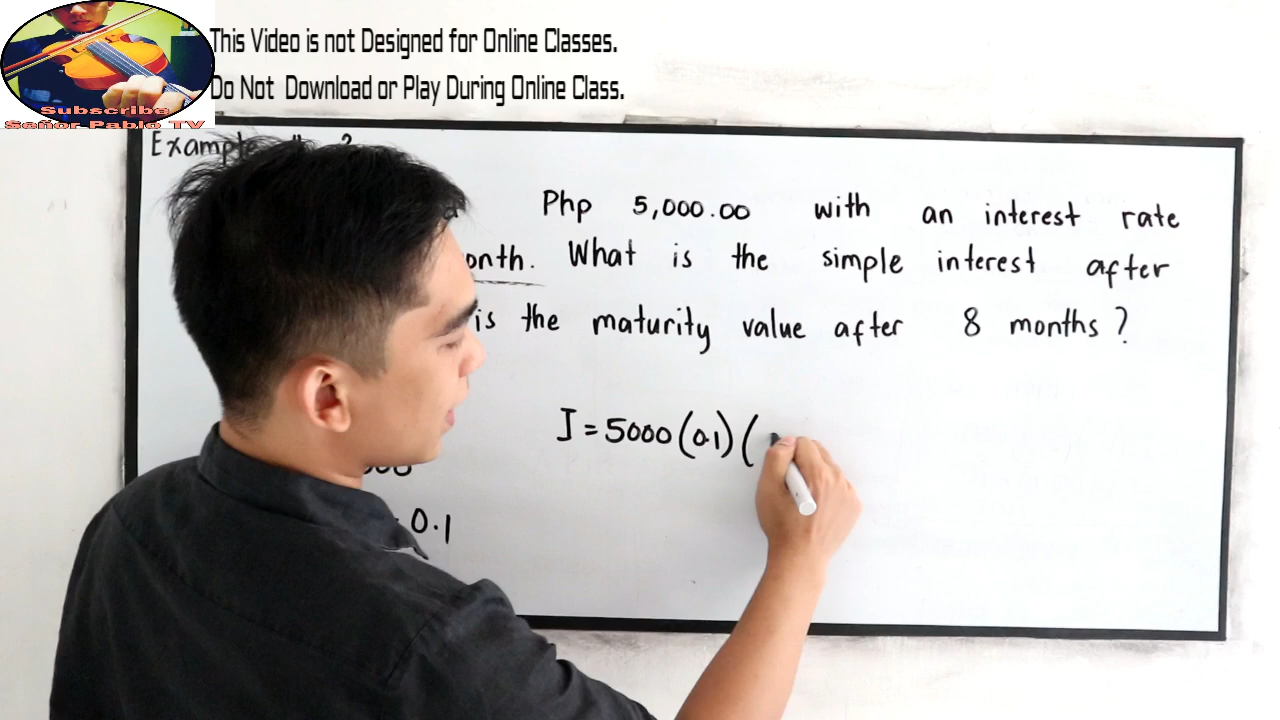 This Video is not Designed for Online Classes.
Do Not Download or Play During Online Class.
Subscribe
Señor Pablo TV
Php 5,000.00 with an interest rate
What is the simple interest after
is the maturity value after 8 months?
I = 5000 (0.1) (
0.1